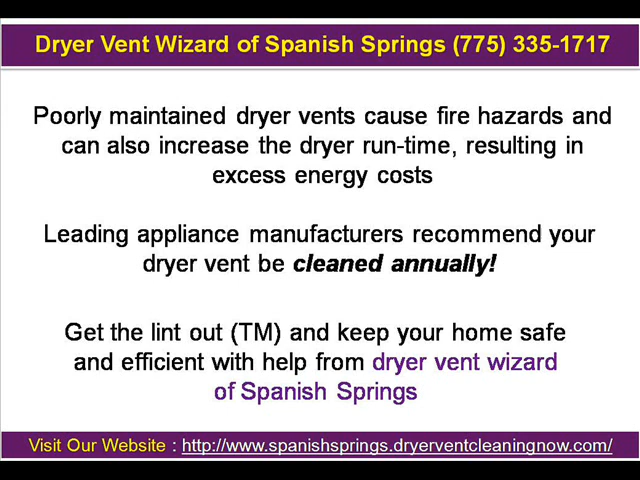 Dryer Vent Wizard of Spanish Springs (775) 335-1717
Poorly maintained dryer vents cause fire hazards and
can also increase the dryer run-time, resulting in
excess energy costs
Leading appliance manufacturers recommend your
dryer vent be cleaned annually!
Get the lint out (TM) and keep your home safe
and efficient with help from dryer vent wizard
of Spanish Springs
Visit Our Website : http://www.spanishsprings.dryerventcleaningnow.com/